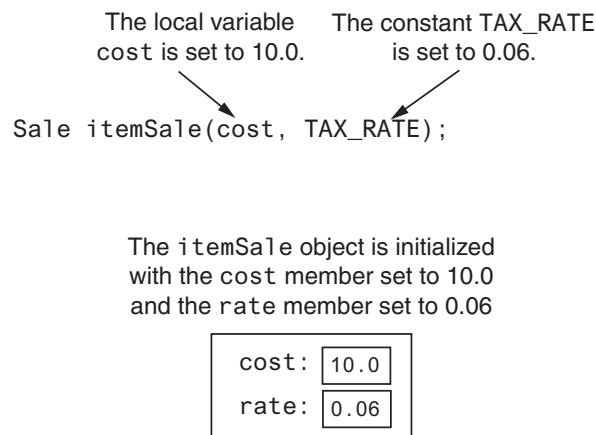 The local variable
cost is set to 10.0.
The constant TAX_RATE
is set to 0.06.
Sale itemSale(cost, TAX_RATE);
The itemSale object is initialized
with the cost member set to 10.0
and the rate member set to 0.06
cost: 10.0
rate: 0.06